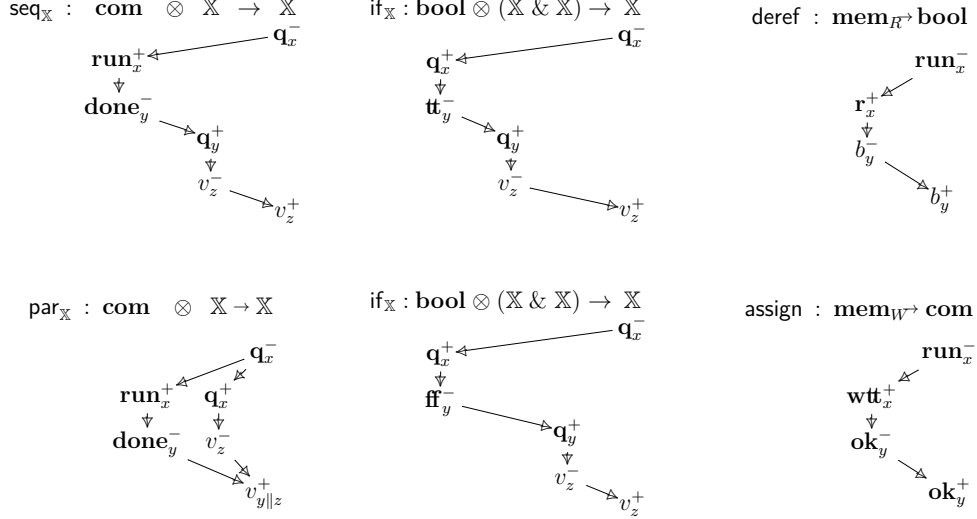 seq_𝕏 : com ⊗ 𝕏 → 𝕏
q_x^-
run_x^+
done_y^-
q_y^+
v_z^-
v_z^+
if_𝕏 : bool ⊗ (𝕏 & 𝕏) → 𝕏
q_x^-
q_x^+
tt_y^-
q_y^+
v_z^-
v_z^+
deref : mem_R → bool
run_x^-
r_x^+
b_y^-
b_y^+
par_𝕏 : com ⊗ 𝕏 → 𝕏
q_x^-
run_x^+ q_x^+
done_y^- v_z^-
v_{y∥z}^+
if_𝕏 : bool ⊗ (𝕏 & 𝕏) → 𝕏
q_x^-
q_x^+
ff_y^-
q_y^+
v_z^-
v_z^+
assign : mem_W → com
run_x^-
wtt_x^+
ok_y^-
ok_y^+